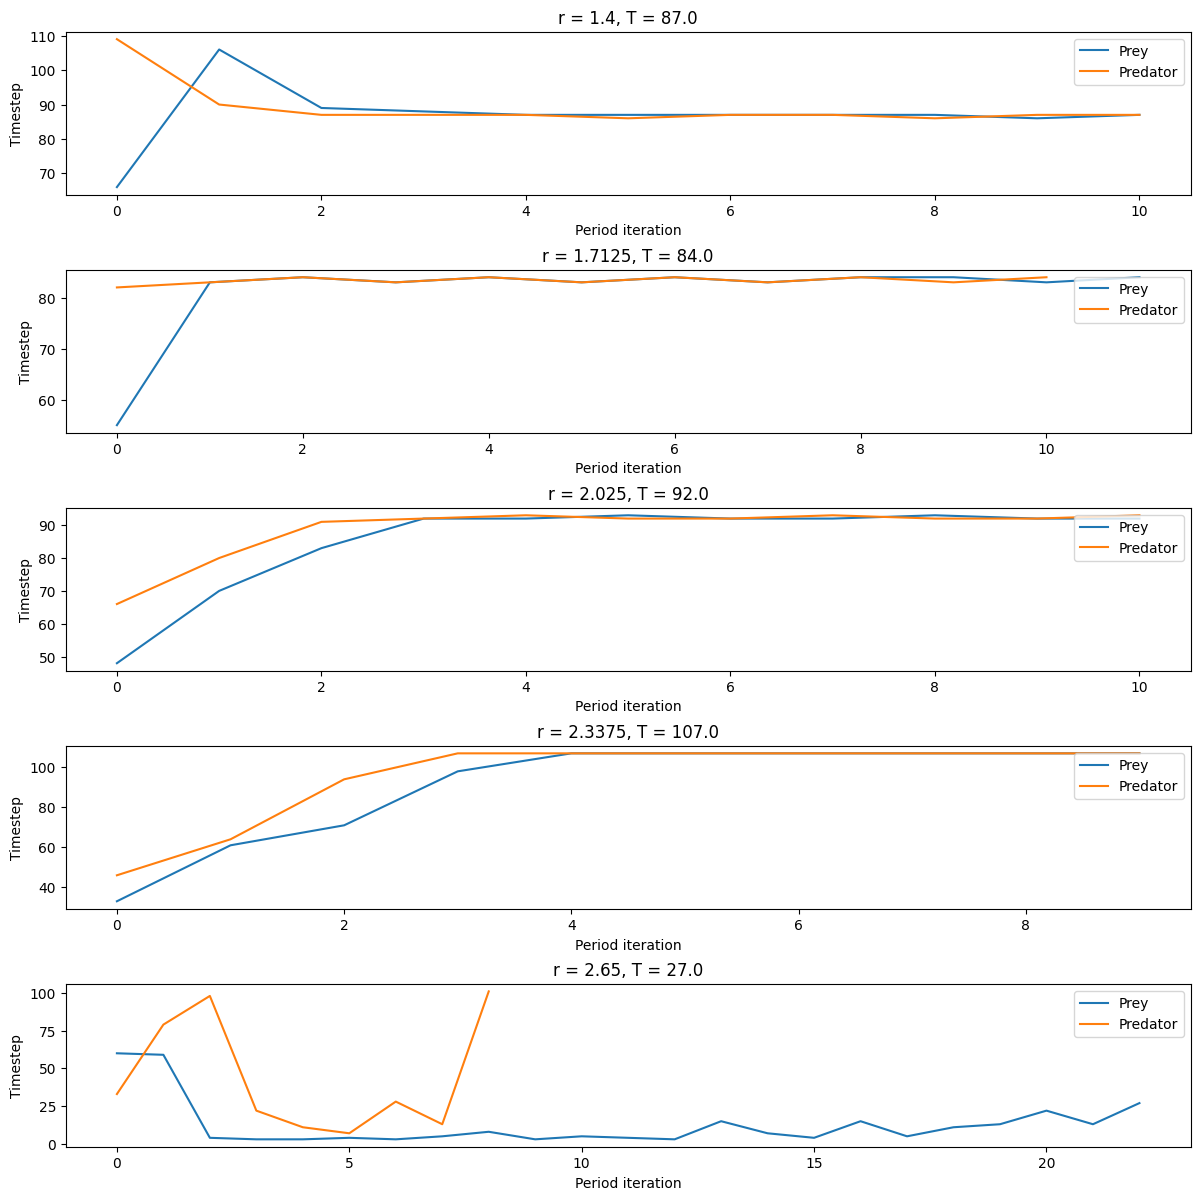 r = 1.4, T = 87.0
110
100
90
80
70
Timestep
Prey
Predator
0 2 4 6 8 10
Period iteration
r = 1.7125, T = 84.0
80
70
60
Timestep
Prey
Predator
0 2 4 6 8 10
Period iteration
r = 2.025, T = 92.0
90
80
70
60
50
Timestep
Prey
Predator
0 2 4 6 8 10
Period iteration
r = 2.3375, T = 107.0
100
80
60
40
Timestep
Prey
Predator
0 2 4 6 8
Period iteration
r = 2.65, T = 27.0
100
75
50
25
0
Timestep
Prey
Predator
0 5 10 15 20
Period iteration